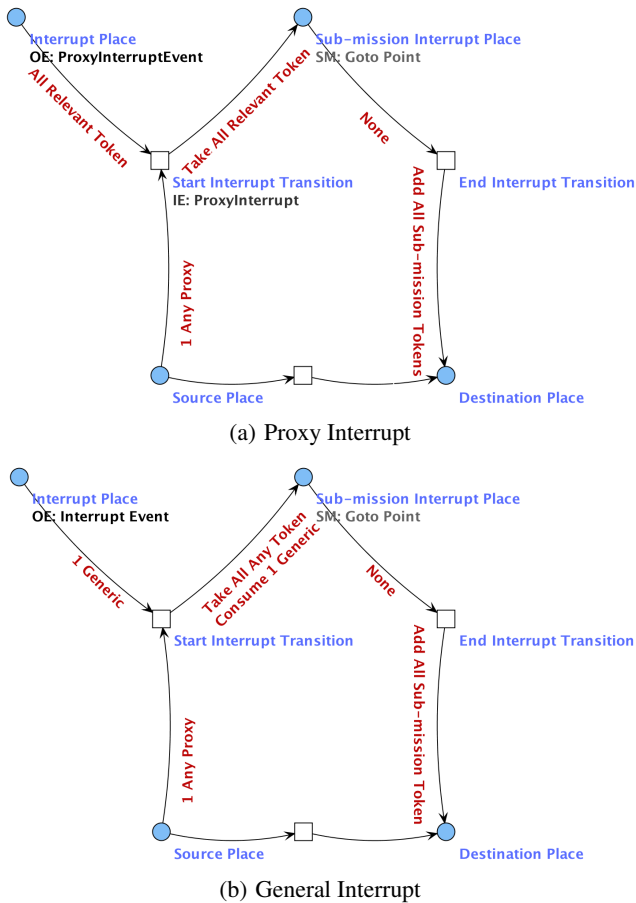 Interrupt Place
OE: ProxyInterruptEvent
Sub-mission Interrupt Place
SM: Goto Point
All Relevant Token
Take All Relevant Token
None
Start Interrupt Transition
IE: ProxyInterrupt
End Interrupt Transition
1 Any Proxy
Add All Sub-mission Tokens
Source Place
Destination Place
(a) Proxy Interrupt
Interrupt Place
OE: Interrupt Event
Sub-mission Interrupt Place
SM: Goto Point
1 Generic
Take All Any Token
Consume 1 Generic
None
Start Interrupt Transition
End Interrupt Transition
1 Any Proxy
Add All Sub-mission Token
Source Place
Destination Place
(b) General Interrupt